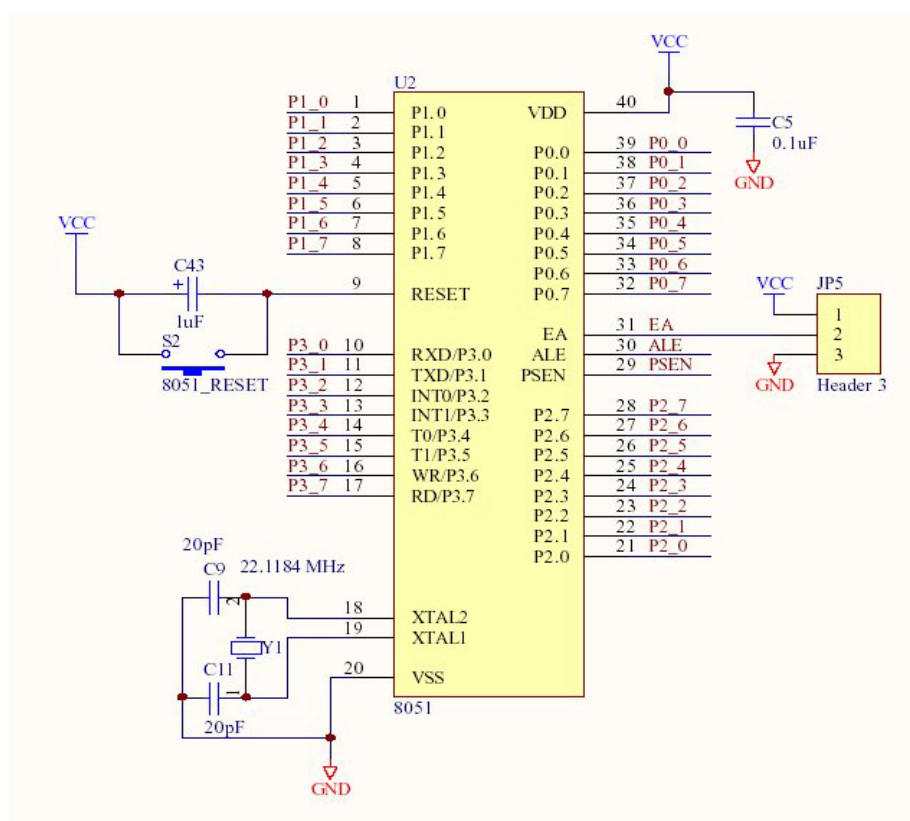 VCC
U2
P1_0 1 P1.0
P1_1 2 P1.1
P1_2 3 P1.2
P1_3 4 P1.3
P1_4 5 P1.4
P1_5 6 P1.5
P1_6 7 P1.6
P1_7 8 P1.7
VDD 40
C5
0.1uF
GND
P0.0 39 P0_0
P0.1 38 P0_1
P0.2 37 P0_2
P0.3 36 P0_3
P0.4 35 P0_4
P0.5 34 P0_5
P0.6 33 P0_6
P0.7 32 P0_7
VCC
C43
+
1uF
S2
8051_RESET
9 RESET
EA 31 EA
ALE 30 ALE
PSEN 29 PSEN
VCC
JP5
1
2
3
GND
Header 3
P3_0 10 RXD/P3.0
P3_1 11 TXD/P3.1
P3_2 12 INT0/P3.2
P3_3 13 INT1/P3.3
P3_4 14 T0/P3.4
P3_5 15 T1/P3.5
P3_6 16 WR/P3.6
P3_7 17 RD/P3.7
P2.7 28 P2_7
P2.6 27 P2_6
P2.5 26 P2_5
P2.4 25 P2_4
P2.3 24 P2_3
P2.2 23 P2_2
P2.1 22 P2_1
P2.0 21 P2_0
20pF
C9
22.1184 MHz
2
18 XTAL2
19 XTAL1
Y1
C11
1
20pF
20 VSS
8051
GND